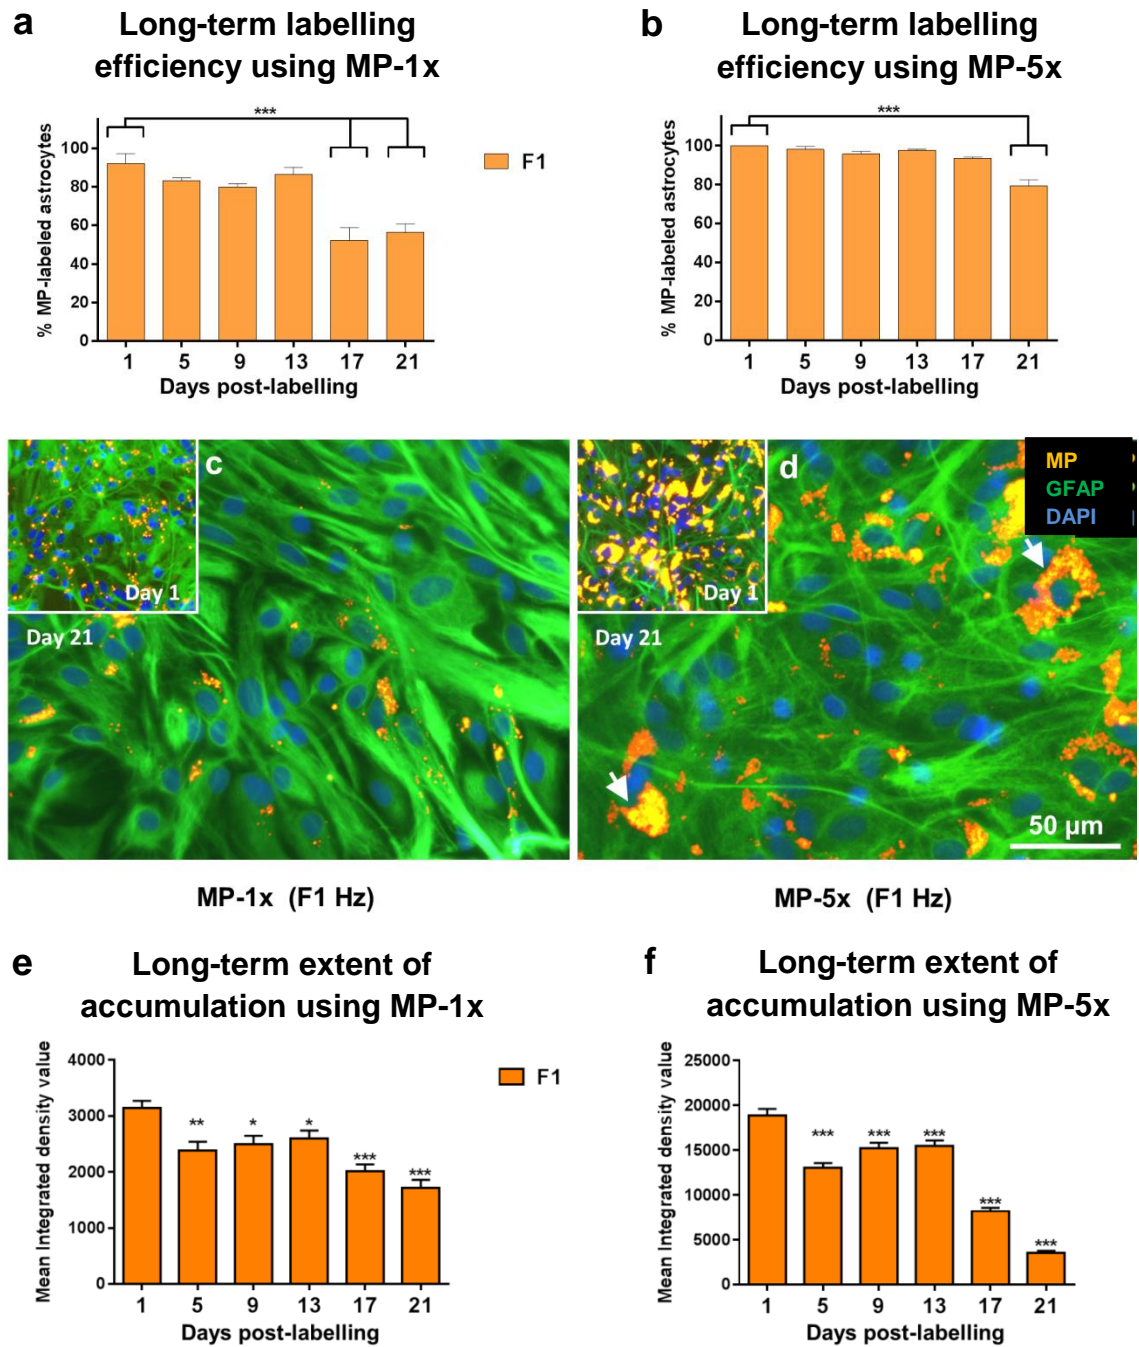 a
Long-term labelling
efficiency using MP-1x
***
% MP-labeled astrocytes
100
80
60
40
20
0
1 5 9 13 17 21
Days post-labelling
F1
b
Long-term labelling
efficiency using MP-5x
***
% MP-labeled astrocytes
100
80
60
40
20
0
1 5 9 13 17 21
Days post-labelling
c
Day 1
Day 21
MP-1x (F1 Hz)
d
Day 1
Day 21
MP
GFAP
DAPI
50 µm
MP-5x (F1 Hz)
e
Long-term extent of
accumulation using MP-1x
Mean Integrated density value
4000
3000
2000
1000
0
** * * *** ***
1 5 9 13 17 21
Days post-labelling
F1
f
Long-term extent of
accumulation using MP-5x
Mean Integrated density value
25000
20000
15000
10000
5000
0
*** *** *** *** ***
1 5 9 13 17 21
Days post-labelling